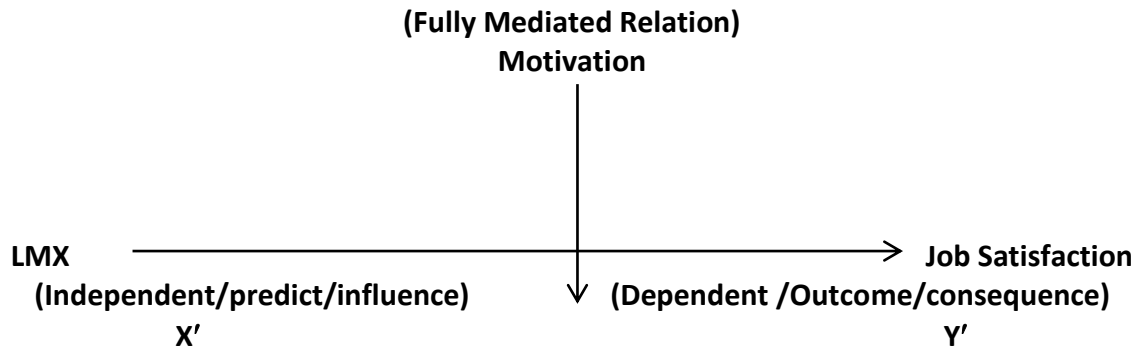 (Fully Mediated Relation)
Motivation
LMX
Job Satisfaction
(Independent/predict/influence)
(Dependent /Outcome/consequence)
X′
Y′